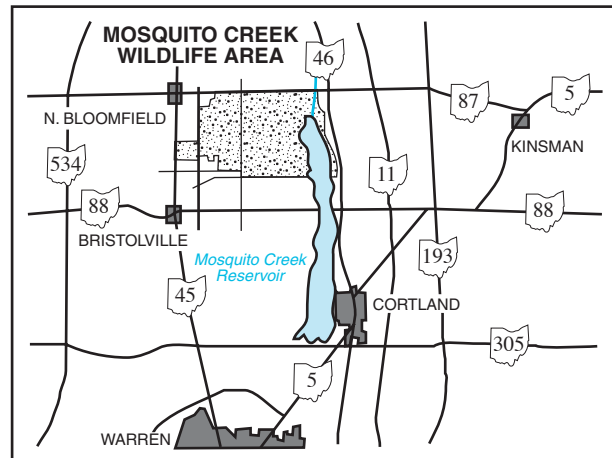 MOSQUITO CREEK
WILDLIFE AREA
46
87
5
N. BLOOMFIELD
KINSMAN
534
11
88
88
BRISTOLVILLE
193
Mosquito Creek
Reservoir
45
CORTLAND
305
5
WARREN